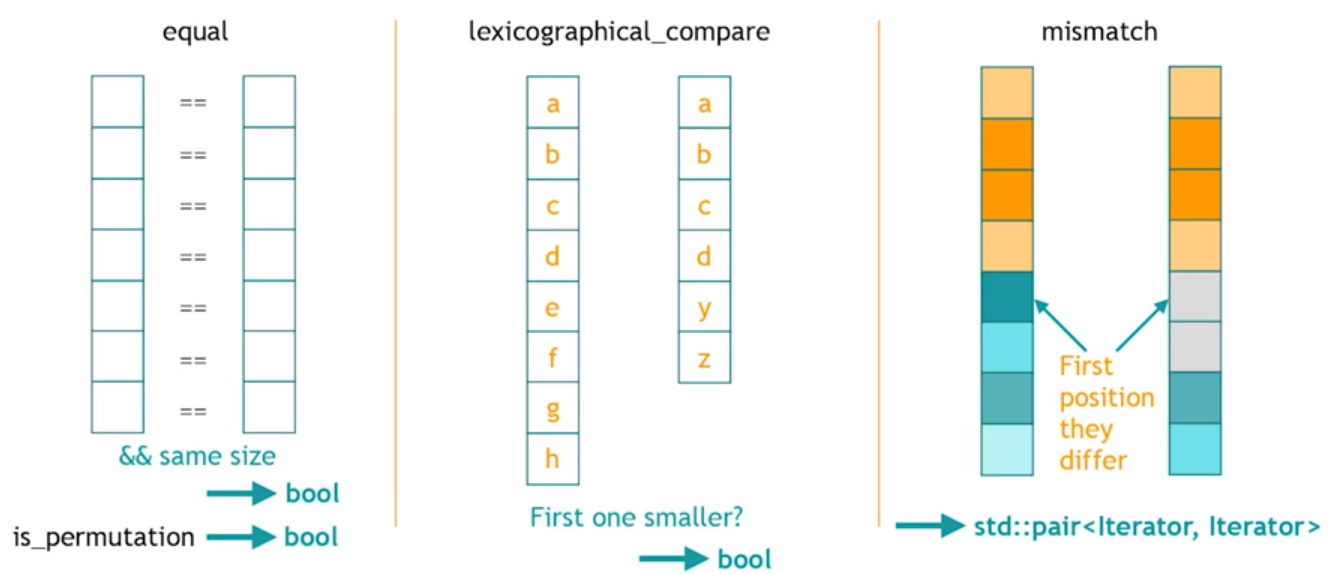 equal
==
==
==
==
==
==
==
&& same size
bool
is_permutation
bool
lexicographical_compare
a
b
c
d
e
f
g
h
a
b
c
d
y
z
First one smaller?
bool
mismatch
First
position
they
differ
std::pair<Iterator, Iterator>